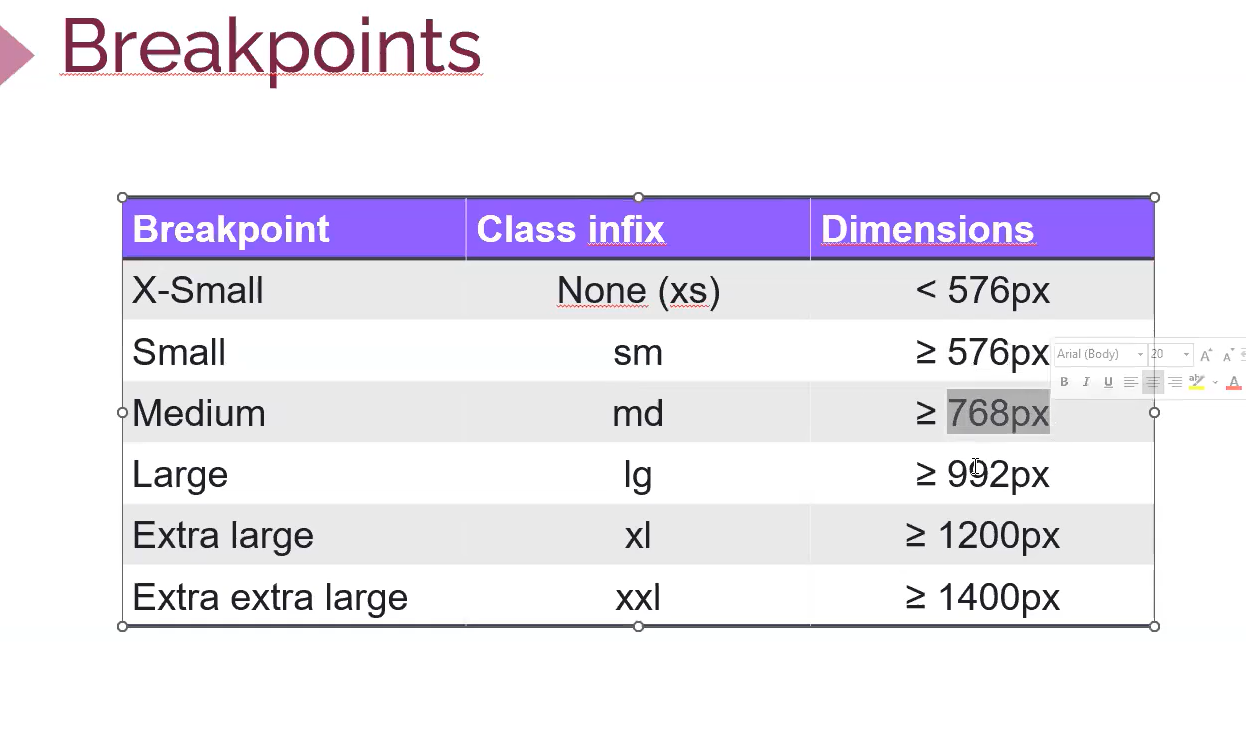 Breakpoints
Breakpoint Class infix Dimensions
X-Small None (xs) < 576px
Small sm ≥ 576px
Arial (Body) 20 A A
B I U ab A
Medium md ≥ 768px
Large lg ≥ 992px
Extra large xl ≥ 1200px
Extra extra large xxl ≥ 1400px